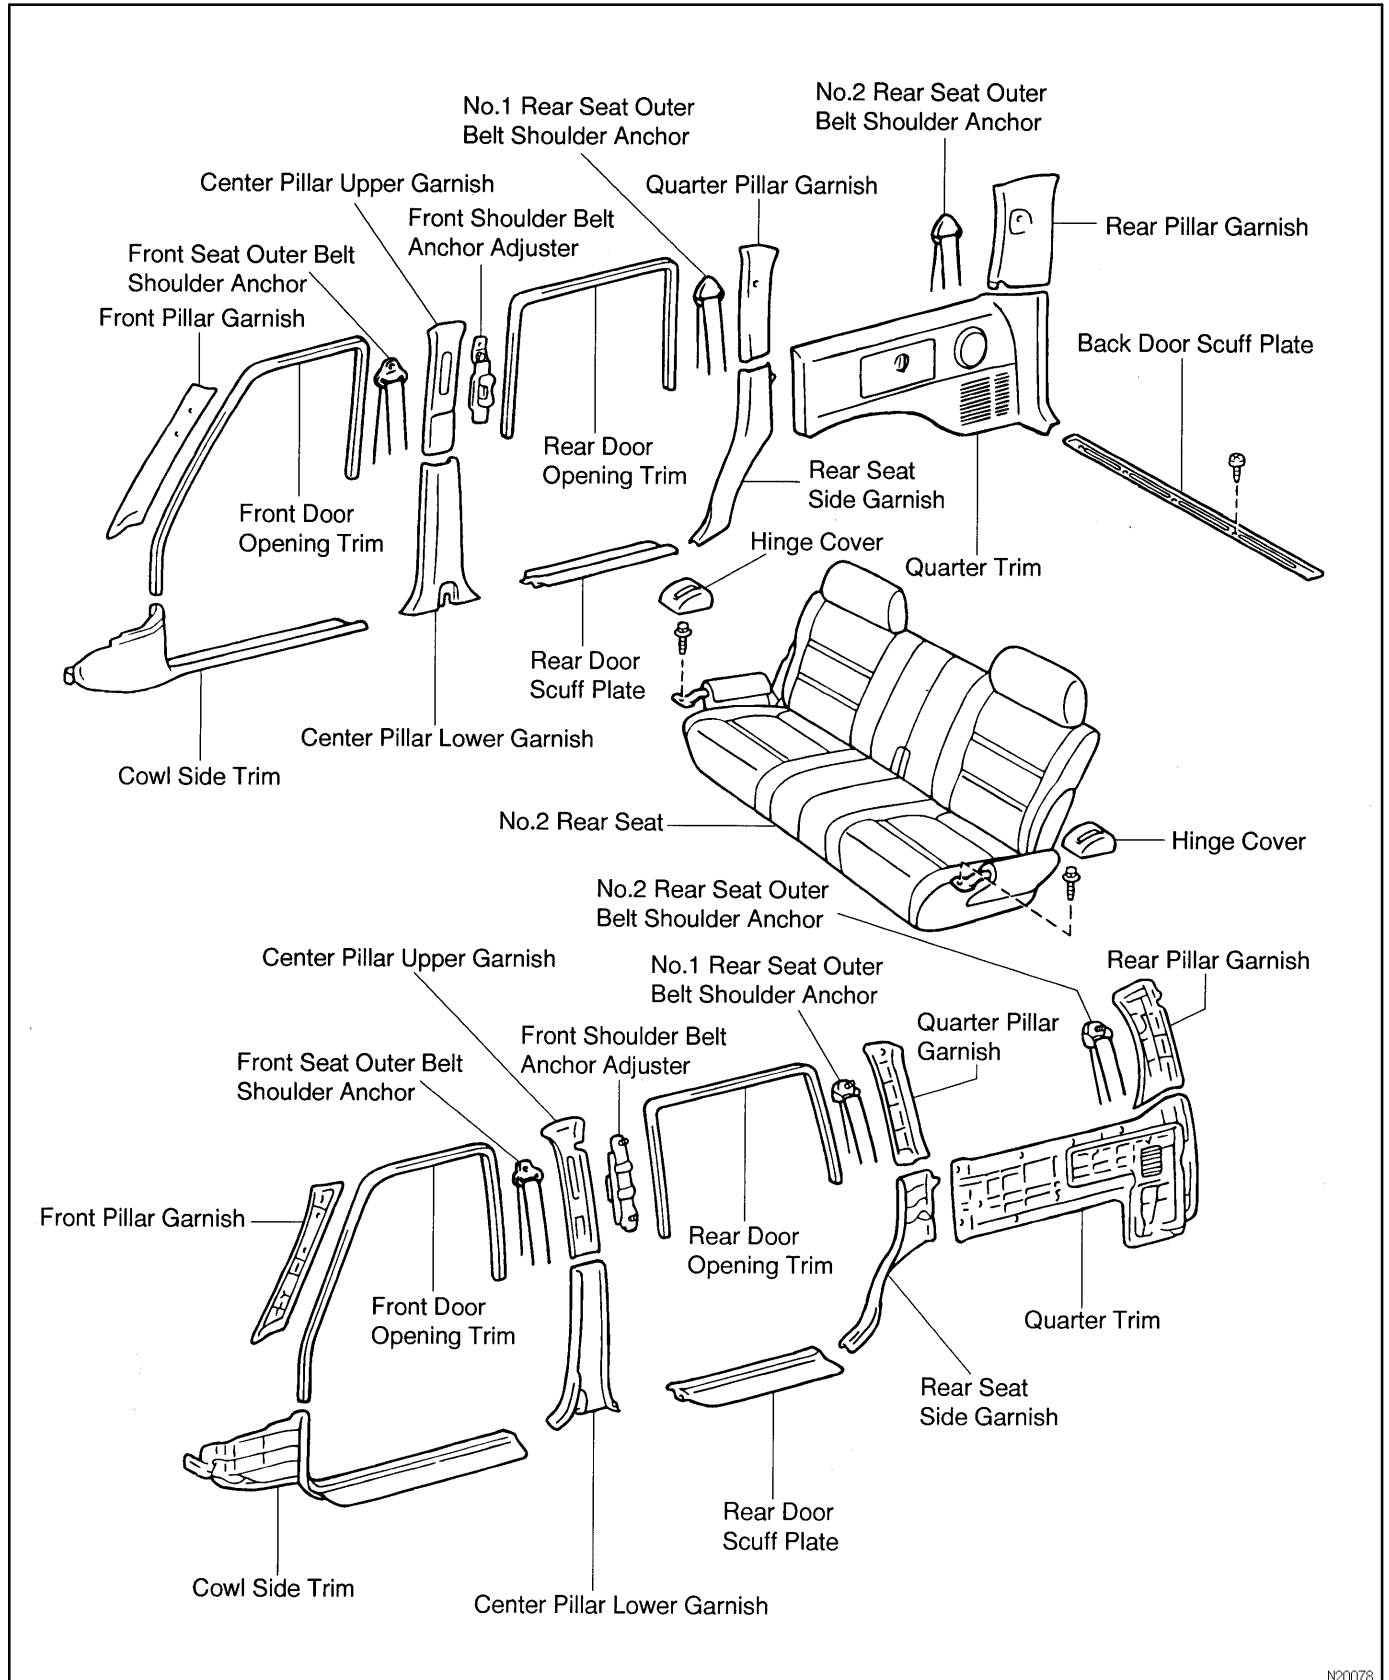 No.2 Rear Seat Outer
Belt Shoulder Anchor
No.1 Rear Seat Outer
Belt Shoulder Anchor
Center Pillar Upper Garnish
Quarter Pillar Garnish
Front Shoulder Belt
Anchor Adjuster
Rear Pillar Garnish
Front Seat Outer Belt
Shoulder Anchor
Front Pillar Garnish
Back Door Scuff Plate
Rear Door
Opening Trim
Rear Seat
Side Garnish
Front Door
Opening Trim
Hinge Cover
Quarter Trim
Rear Door
Scuff Plate
Center Pillar Lower Garnish
Cowl Side Trim
No.2 Rear Seat
Hinge Cover
No.2 Rear Seat Outer
Belt Shoulder Anchor
Center Pillar Upper Garnish
No.1 Rear Seat Outer
Belt Shoulder Anchor
Rear Pillar Garnish
Quarter Pillar
Garnish
Front Shoulder Belt
Anchor Adjuster
Front Seat Outer Belt
Shoulder Anchor
Front Pillar Garnish
Rear Door
Opening Trim
Front Door
Opening Trim
Quarter Trim
Rear Seat
Side Garnish
Rear Door
Scuff Plate
Cowl Side Trim
Center Pillar Lower Garnish
N20078